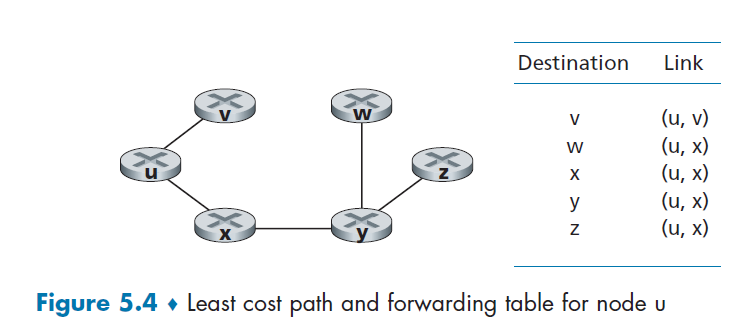 Destination Link
v (u, v)
w (u, x)
x (u, x)
y (u, x)
z (u, x)
v
w
u
z
x
y
Figure 5.4 ♦ Least cost path and forwarding table for node u